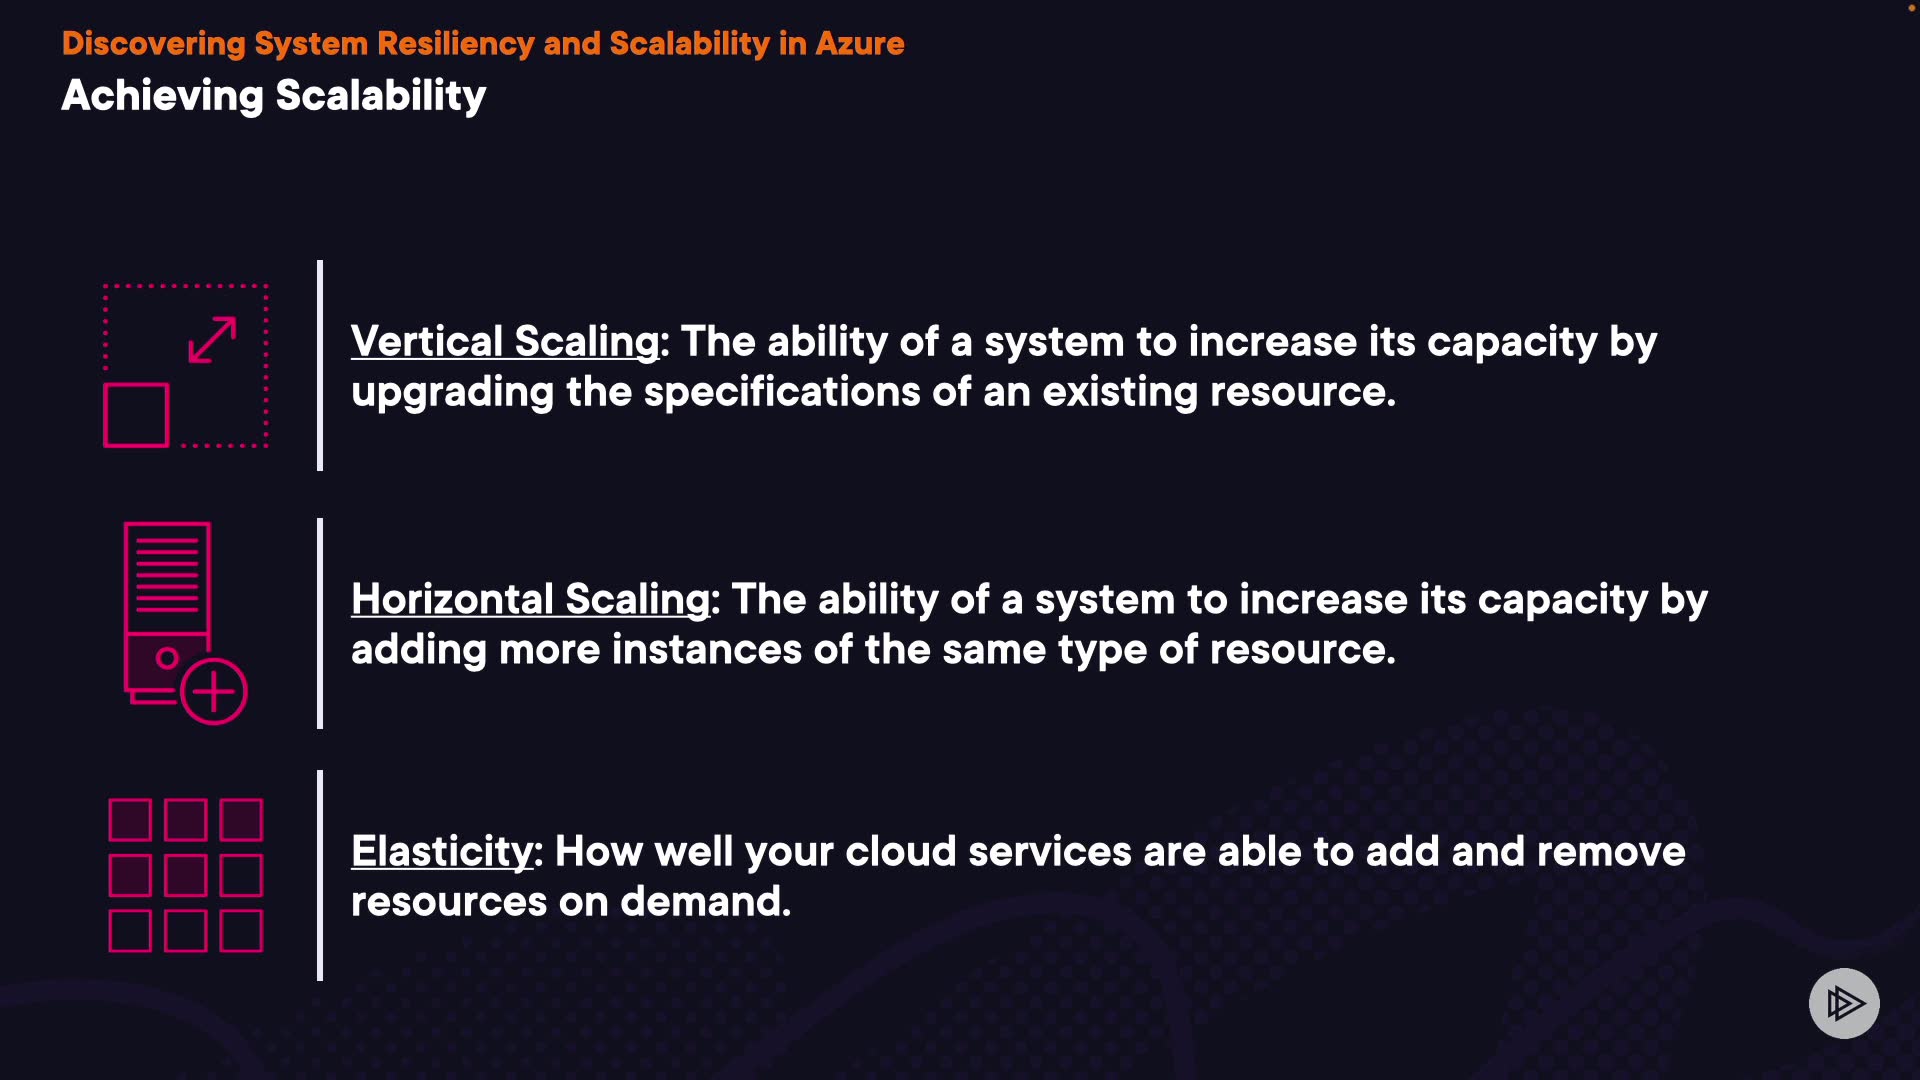 Discovering System Resiliency and Scalability in Azure
Achieving Scalability
Vertical Scaling: The ability of a system to increase its capacity by
upgrading the specifications of an existing resource.
Horizontal Scaling: The ability of a system to increase its capacity by
adding more instances of the same type of resource.
Elasticity: How well your cloud services are able to add and remove
resources on demand.